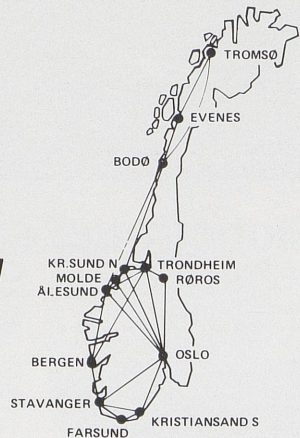 TROMSØ
EVENES
BODØ
KR.SUND N
TRONDHEIM
MOLDE
RØROS
ÅLESUND
BERGEN
OSLO
STAVANGER
KRISTIANSAND S
FARSUND